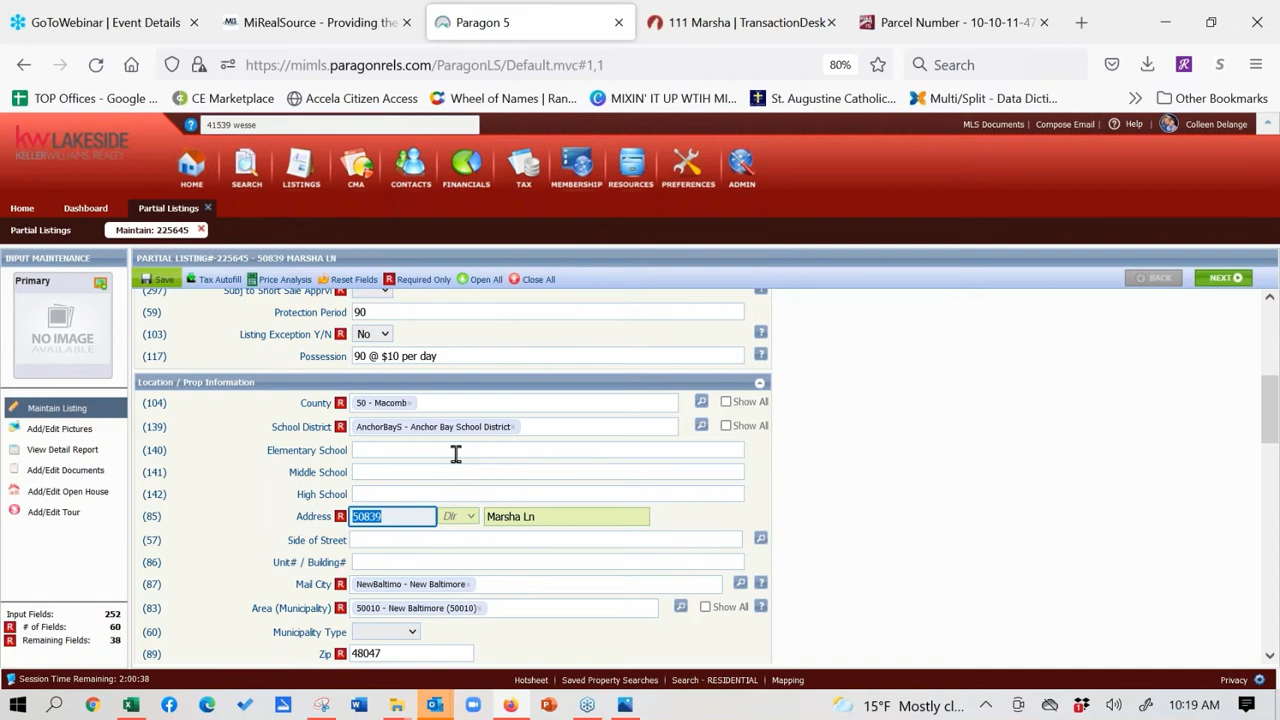 GoToWebinar | Event Details
MiRealSource - Providing the
Paragon 5
111 Marsha | TransactionDesk
Parcel Number - 10-10-11-47
https://mimls.paragonrels.com/ParagonLS/Default.mvc#1,1
80%
Search
TOP Offices - Google ...
CE Marketplace
Accela Citizen Access
Wheel of Names | Ran...
MIXIN' IT UP WTIH MI...
St. Augustine Catholic...
Multi/Split - Data Dicti...
Other Bookmarks
kw LAKESIDE
KELLERWILLIAMS REALTY
41539 wesse
MLS Documents
Compose Email
Help
Colleen Delange
HOME
SEARCH
LISTINGS
CMA
CONTACTS
FINANCIALS
TAX
MEMBERSHIP
RESOURCES
PREFERENCES
ADMIN
Home
Dashboard
Partial Listings
Partial Listings
Maintain: 225645
INPUT MAINTENANCE
PARTIAL LISTING#-225645 - 50839 MARSHA LN
Primary
NO IMAGE
AVAILABLE
Save
Tax Autofill
Price Analysis
Reset Fields
R Required Only
Open All
Close All
BACK
NEXT
(297) Subj to Short Sale Apprvl R
(59) Protection Period 90
(103) Listing Exception Y/N R No
(117) Possession 90 @ $10 per day
Location / Prop Information
(104) County R 50 - Macomb× Show All
(139) School District R AnchorBayS - Anchor Bay School District× Show All
(140) Elementary School
(141) Middle School
(142) High School
(85) Address R 50839 Dir Marsha Ln
(57) Side of Street
(86) Unit# / Building#
(87) Mail City R NewBaltimo - New Baltimore×
(83) Area (Municipality) R 50010 - New Baltimore (50010)× Show All
(60) Municipality Type
(89) Zip R 48047
Maintain Listing
Add/Edit Pictures
View Detail Report
Add/Edit Documents
Add/Edit Open House
Add/Edit Tour
Input Fields: 252
R # of Fields: 60
R Remaining Fields: 38
Session Time Remaining: 2:00:38
Hotsheet
Saved Property Searches
Search - RESIDENTIAL
Mapping
Privacy
15°F Mostly cl...
10:19 AM